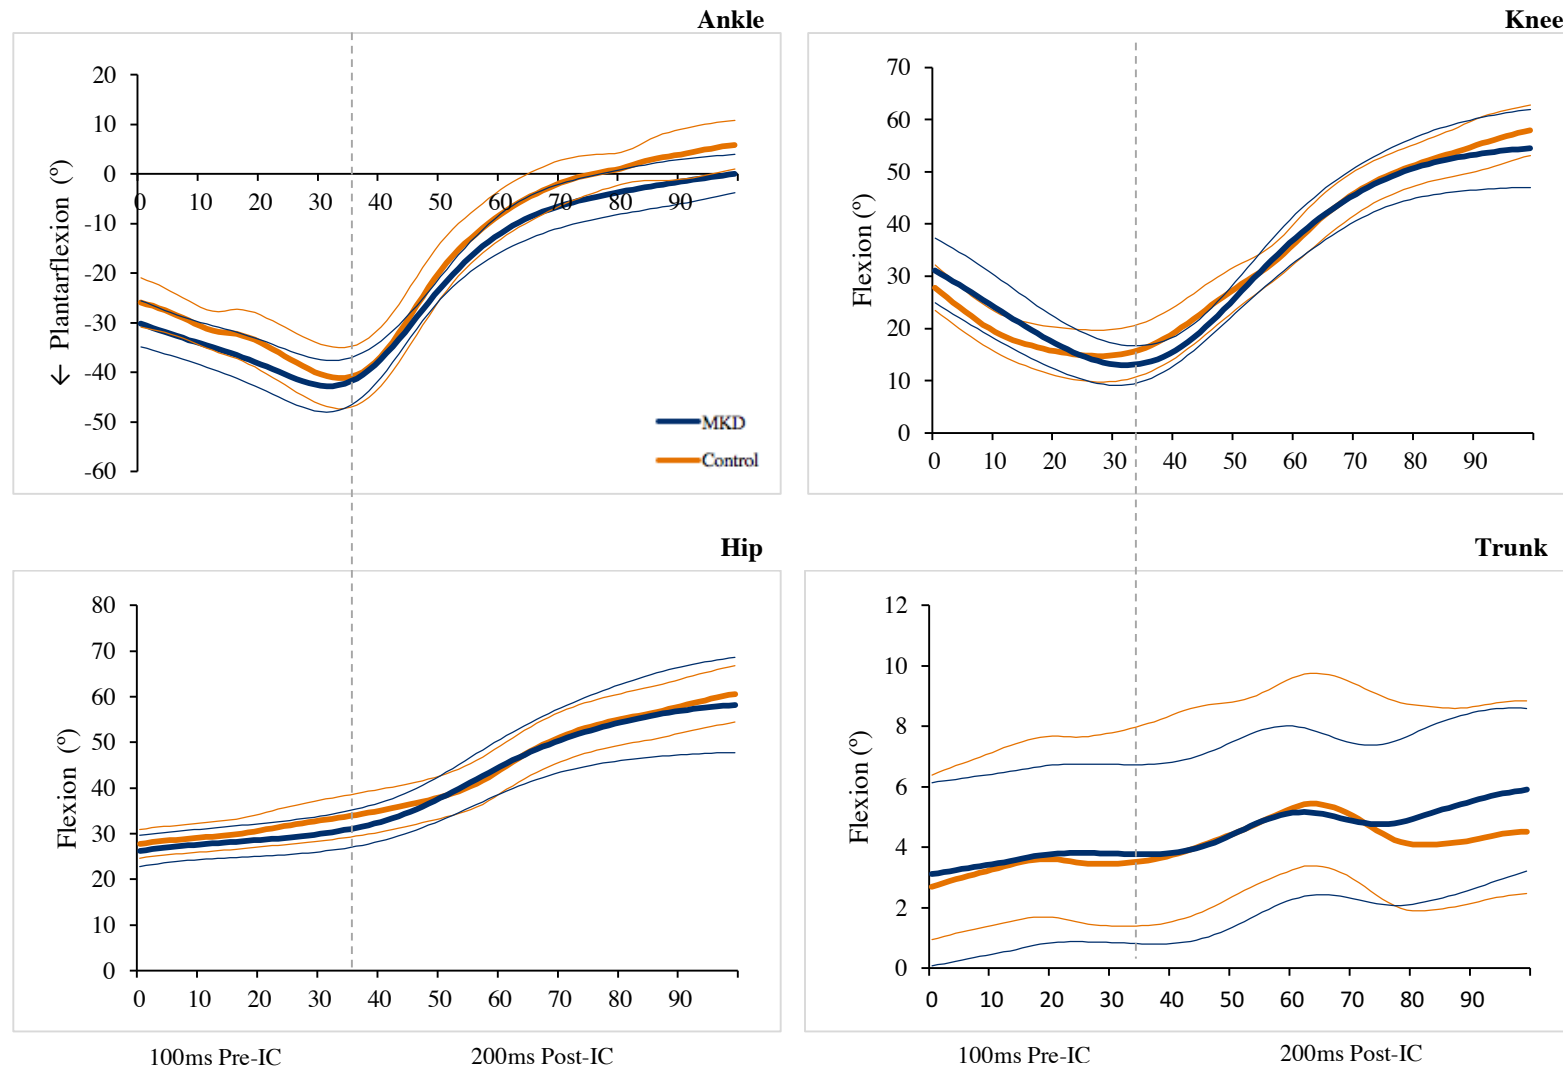 Ankle
← Plantarflexion (º)
20
10
0
-10
-20
-30
-40
-50
-60
0 10 20 30 40 50 60 70 80 90
MKD
Control
Knee
Flexion (º)
70
60
50
40
30
20
10
0
0 10 20 30 40 50 60 70 80 90
Hip
Flexion (º)
80
70
60
50
40
30
20
10
0
0 10 20 30 40 50 60 70 80 90
100ms Pre-IC 200ms Post-IC
Trunk
Flexion (º)
12
10
8
6
4
2
0
0 10 20 30 40 50 60 70 80 90
100ms Pre-IC 200ms Post-IC